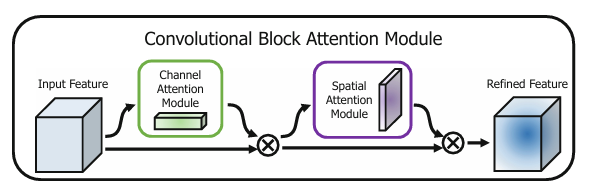 Convolutional Block Attention Module
Input Feature
Channel
Attention
Module
Spatial
Attention
Module
Refined Feature